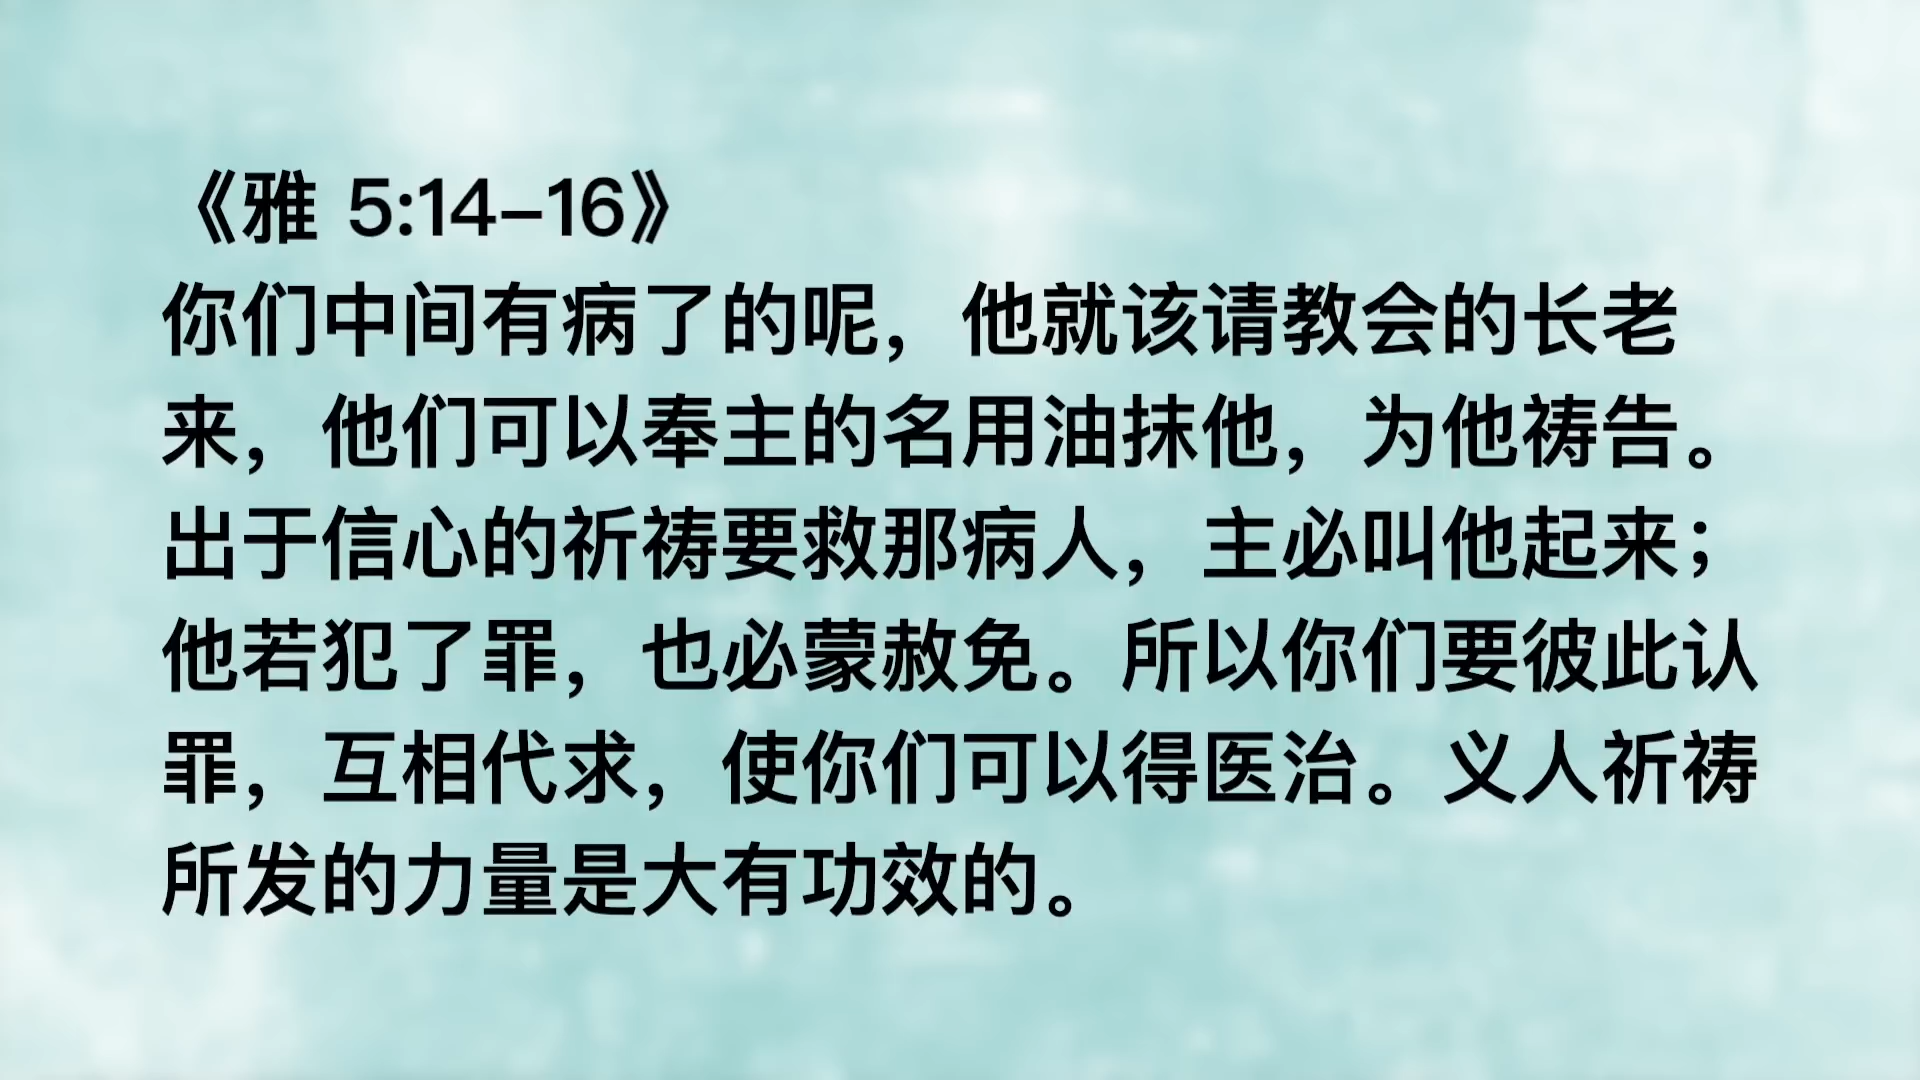 《雅 5:14–16》
你们中间有病了的呢，他就该请教会的长老
来，他们可以奉主的名用油抹他，为他祷告。
出于信心的祈祷要救那病人，主必叫他起来；
他若犯了罪，也必蒙赦免。所以你们要彼此认
罪，互相代求，使你们可以得医治。义人祈祷
所发的力量是大有功效的。